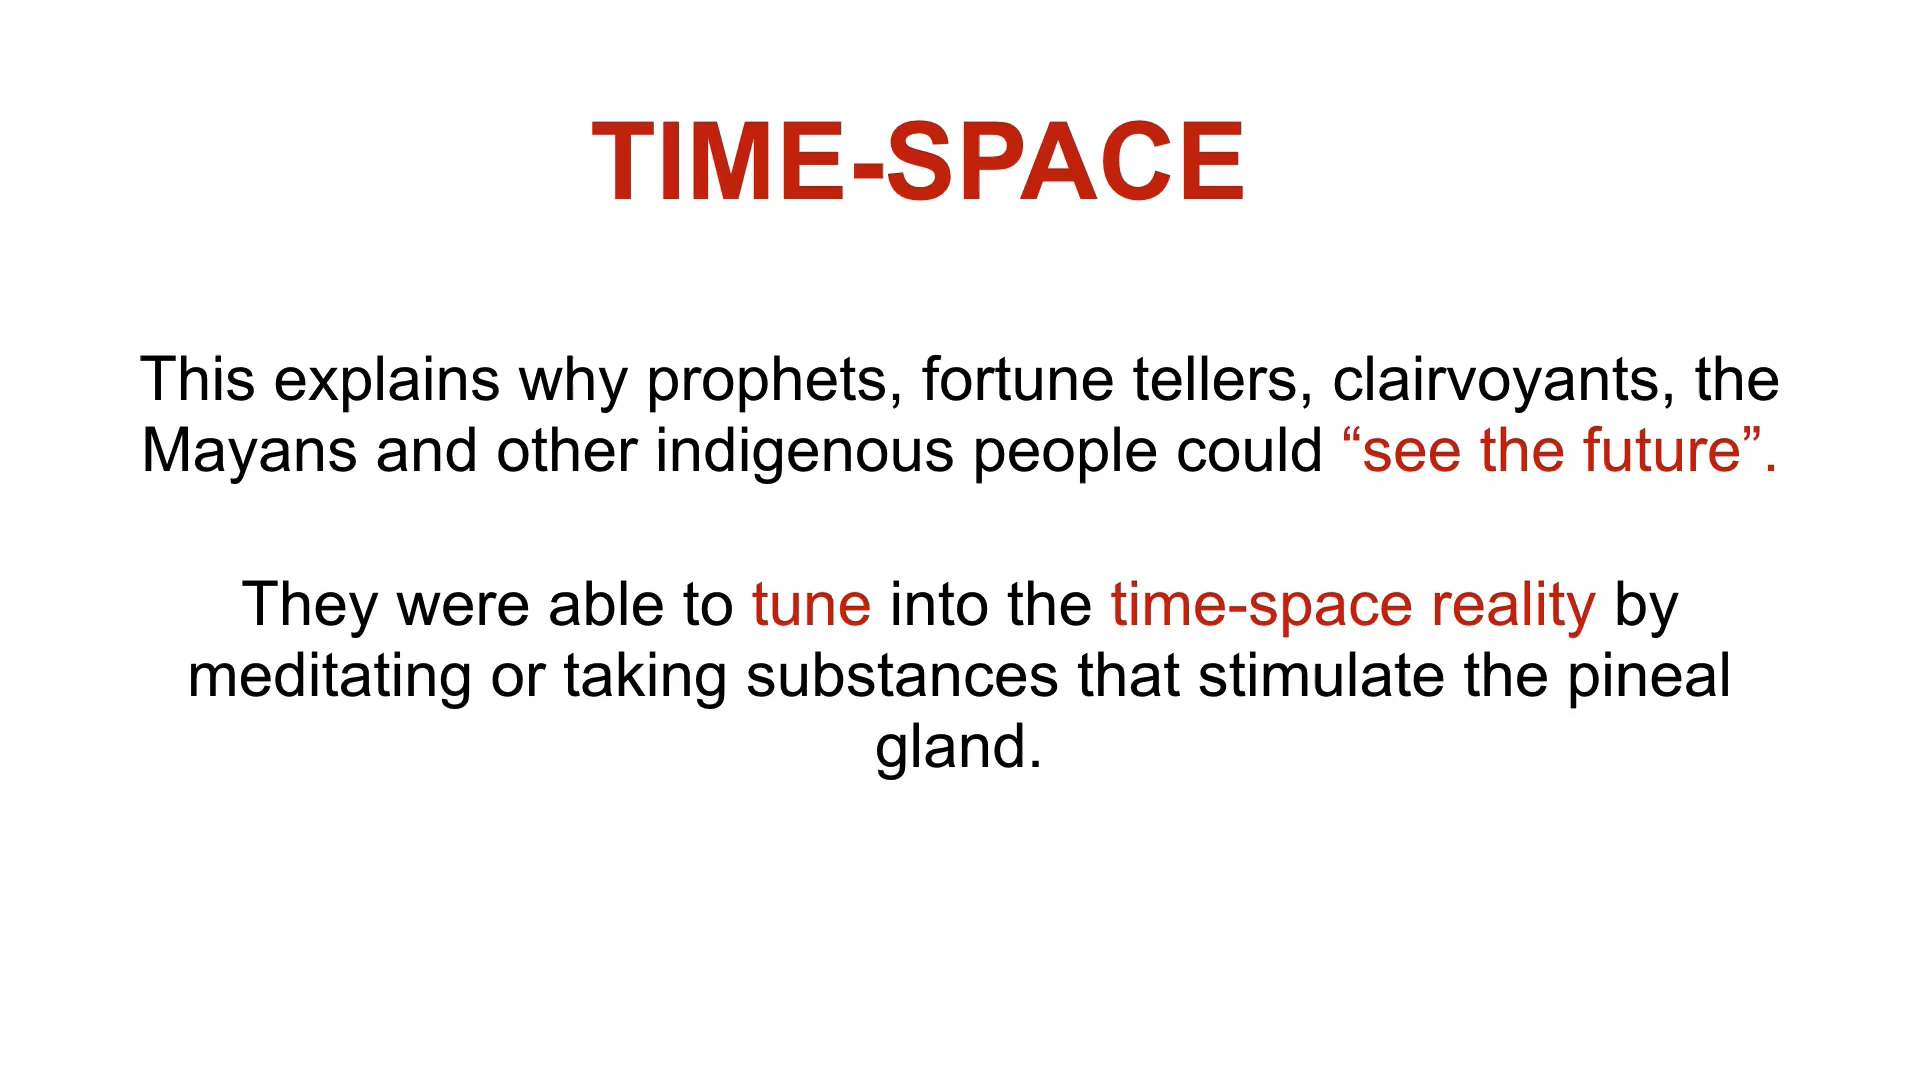 TIME-SPACE
This explains why prophets, fortune tellers, clairvoyants, the
Mayans and other indigenous people could “see the future”.
They were able to tune into the time-space reality by
meditating or taking substances that stimulate the pineal
gland.